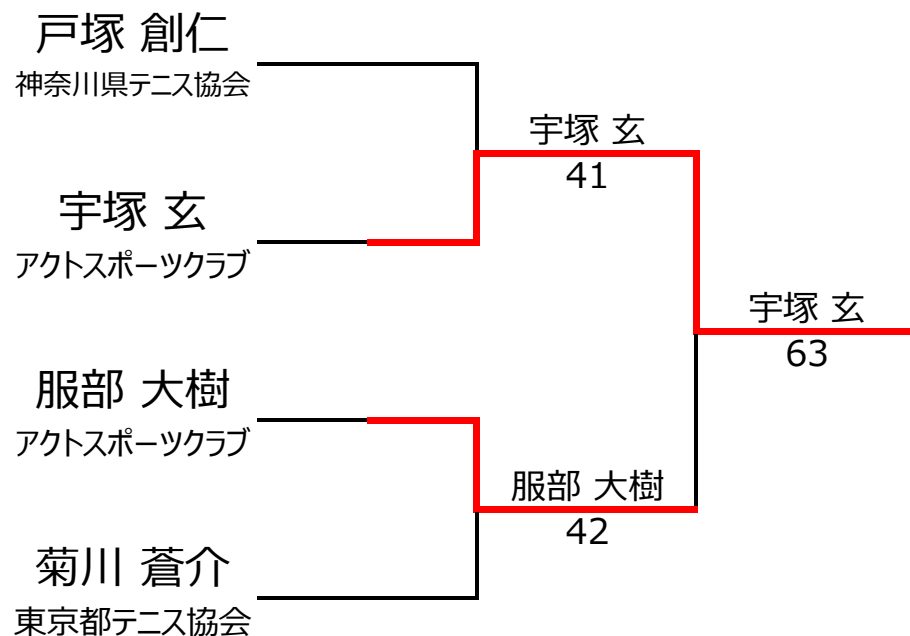 戸塚 創仁
神奈川県テニス協会
宇塚 玄
41
宇塚 玄
アクトスポーツクラブ
宇塚 玄
63
服部 大樹
アクトスポーツクラブ
服部 大樹
42
菊川 蒼介
東京都テニス協会